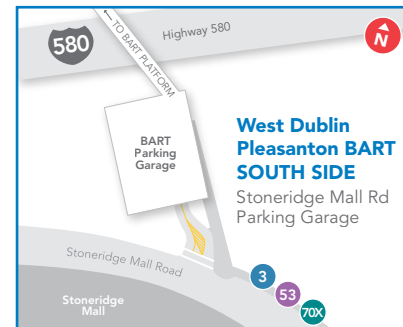 580
Highway 580
N
TO BART PLATFORM
BART
Parking
Garage
West Dublin
Pleasanton BART
SOUTH SIDE
Stoneridge Mall Rd
Parking Garage
Stoneridge Mall Road
3
53
70X
Stoneridge
Mall